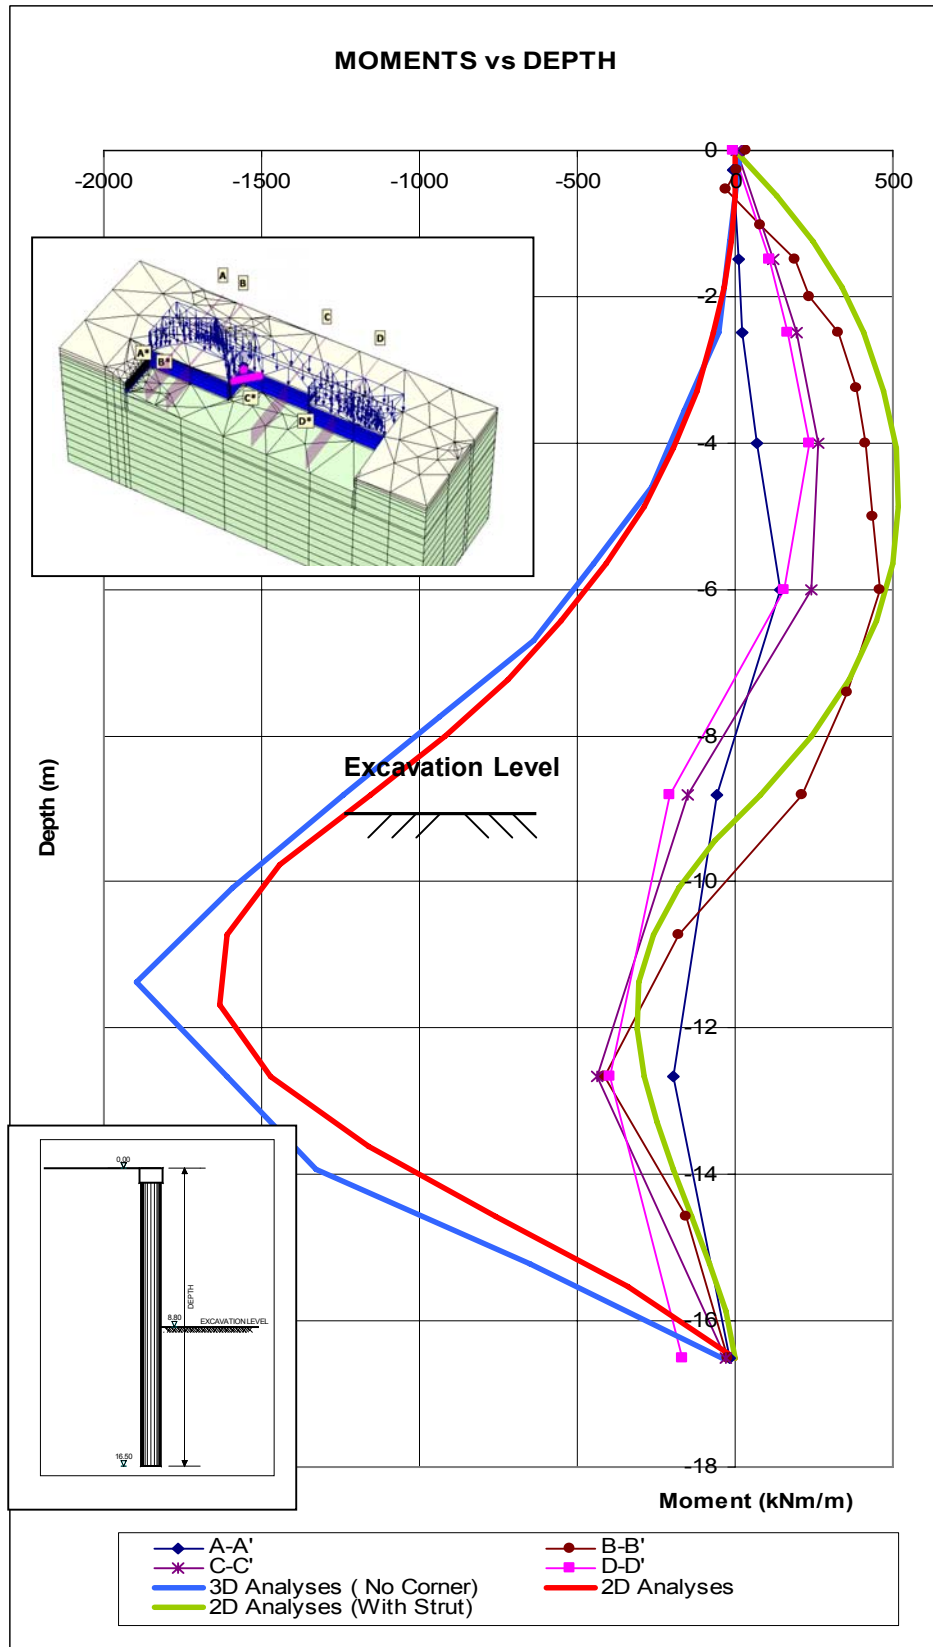 MOMENTS vs DEPTH
-2000 -1500 -1000 -500 0 500
0
-2
-4
-6
-8
-10
-12
-14
-16
-18
A
B
C
D
A*
B*
C*
D*
Depth (m)
Excavation Level
0.00
DEPTH
8.80
EXCAVATION LEVEL
16.50
Moment (kNm/m)
A-A' B-B'
C-C' D-D'
3D Analyses ( No Corner) 2D Analyses
2D Analyses (With Strut)